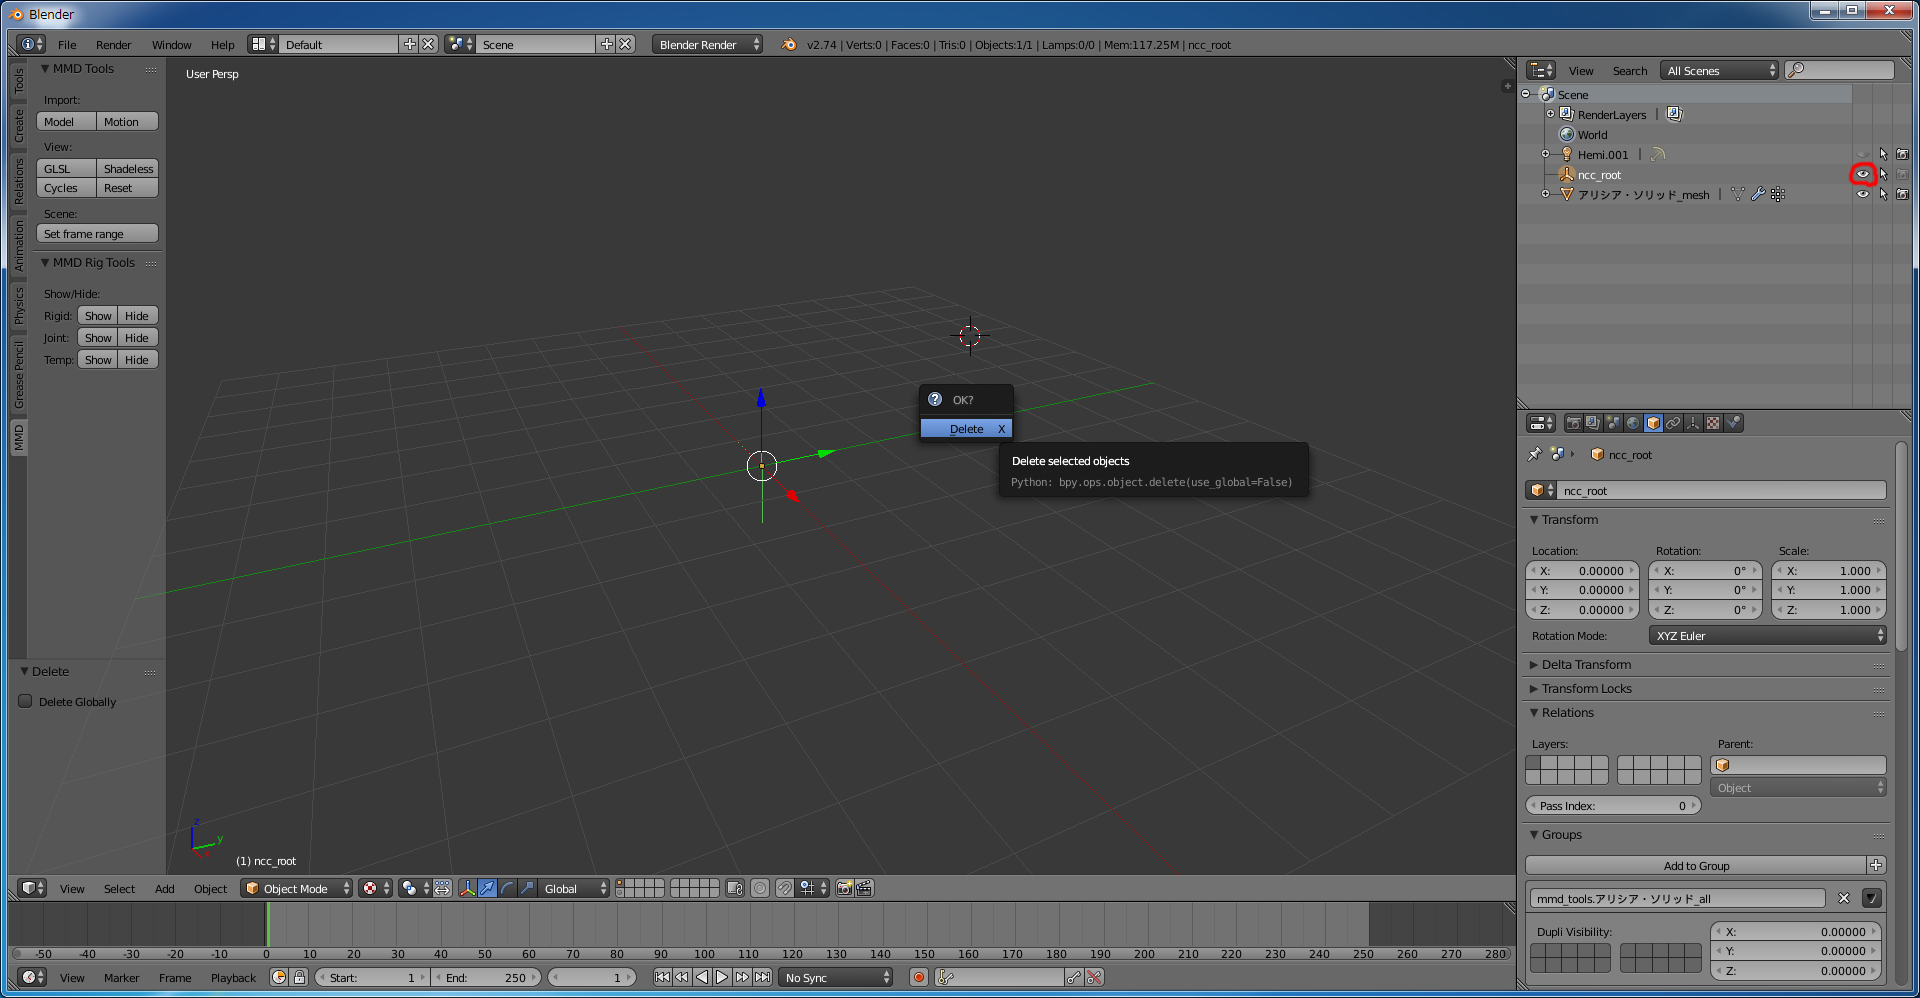 Blender
File Render Window Help Default Scene Blender Render v2.74 | Verts:0 | Faces:0 | Tris:0 | Objects:1/1 | Lamps:0/0 | Mem:117.25M | ncc_root
Tools
Create
Relations
Animation
Physics
Grease Pencil
MMD
MMD Tools
Import:
Model Motion
View:
GLSL Shadeless
Cycles Reset
Scene:
Set frame range
MMD Rig Tools
Show/Hide:
Rigid: Show Hide
Joint: Show Hide
Temp: Show Hide
Delete
Delete Globally
User Persp
OK?
Delete X
Delete selected objects
Python: bpy.ops.object.delete(use_global=False)
z
y
x
(1) ncc_root
View Select Add Object Object Mode Global
-50 -40 -30 -20 -10 0 10 20 30 40 50 60 70 80 90 100 110 120 130 140 150 160 170 180 190 200 210 220 230 240 250 260 270 280
View Marker Frame Playback Start: 1 End: 250 1 No Sync
View Search All Scenes
Scene
RenderLayers |
World
Hemi.001 |
ncc_root
アリシア・ソリッド_mesh |
ncc_root
ncc_root
Transform
Location: Rotation: Scale:
X: 0.00000 X: 0° X: 1.000
Y: 0.00000 Y: 0° Y: 1.000
Z: 0.00000 Z: 0° Z: 1.000
Rotation Mode: XYZ Euler
Delta Transform
Transform Locks
Relations
Layers: Parent:
Object
Pass Index: 0
Groups
Add to Group
mmd_tools.アリシア・ソリッド_all
Dupli Visibility:
X: 0.00000
Y: 0.00000
Z: 0.00000